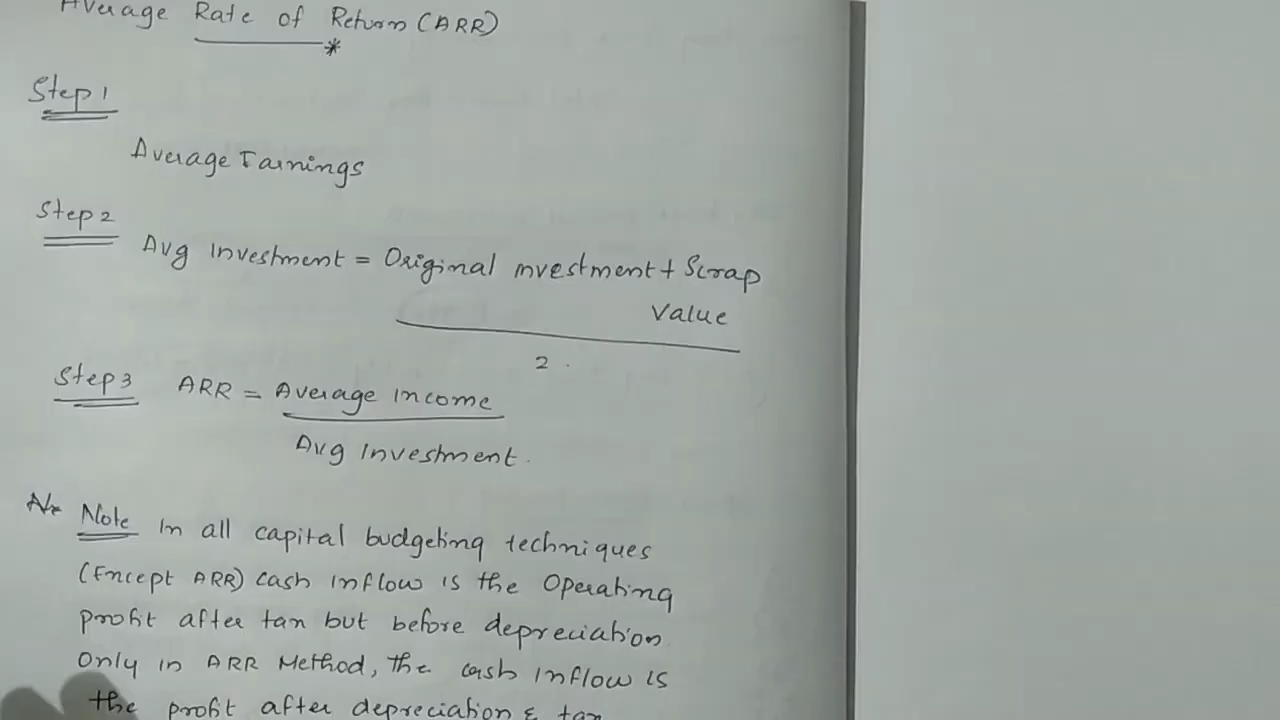 Average Rate of Return (ARR)
*
Step 1
Average Earnings
Step 2
Avg Investment = Original nvestment + Scrap
Value
2
Step 3 ARR = Average Income
Avg Investment.
Note In all capital budgeting techniques
(Except ARR) cash inflow is the Operating
profit after tax but before depreciation
Only in ARR Method, the cash inflow is
the profit after depreciation & tax